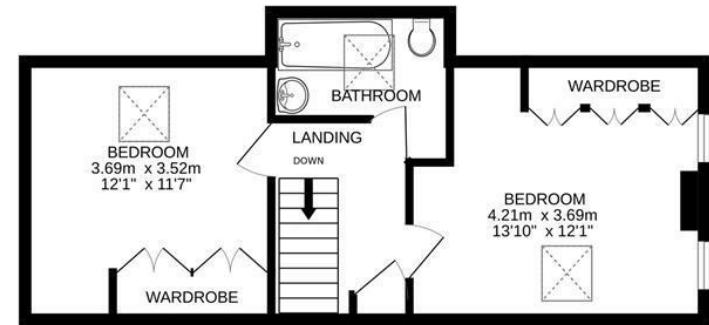 BATHROOM
WARDROBE
LANDING
DOWN
BEDROOM
3.69m x 3.52m
12'1" x 11'7"
BEDROOM
4.21m x 3.69m
13'10" x 12'1"
WARDROBE